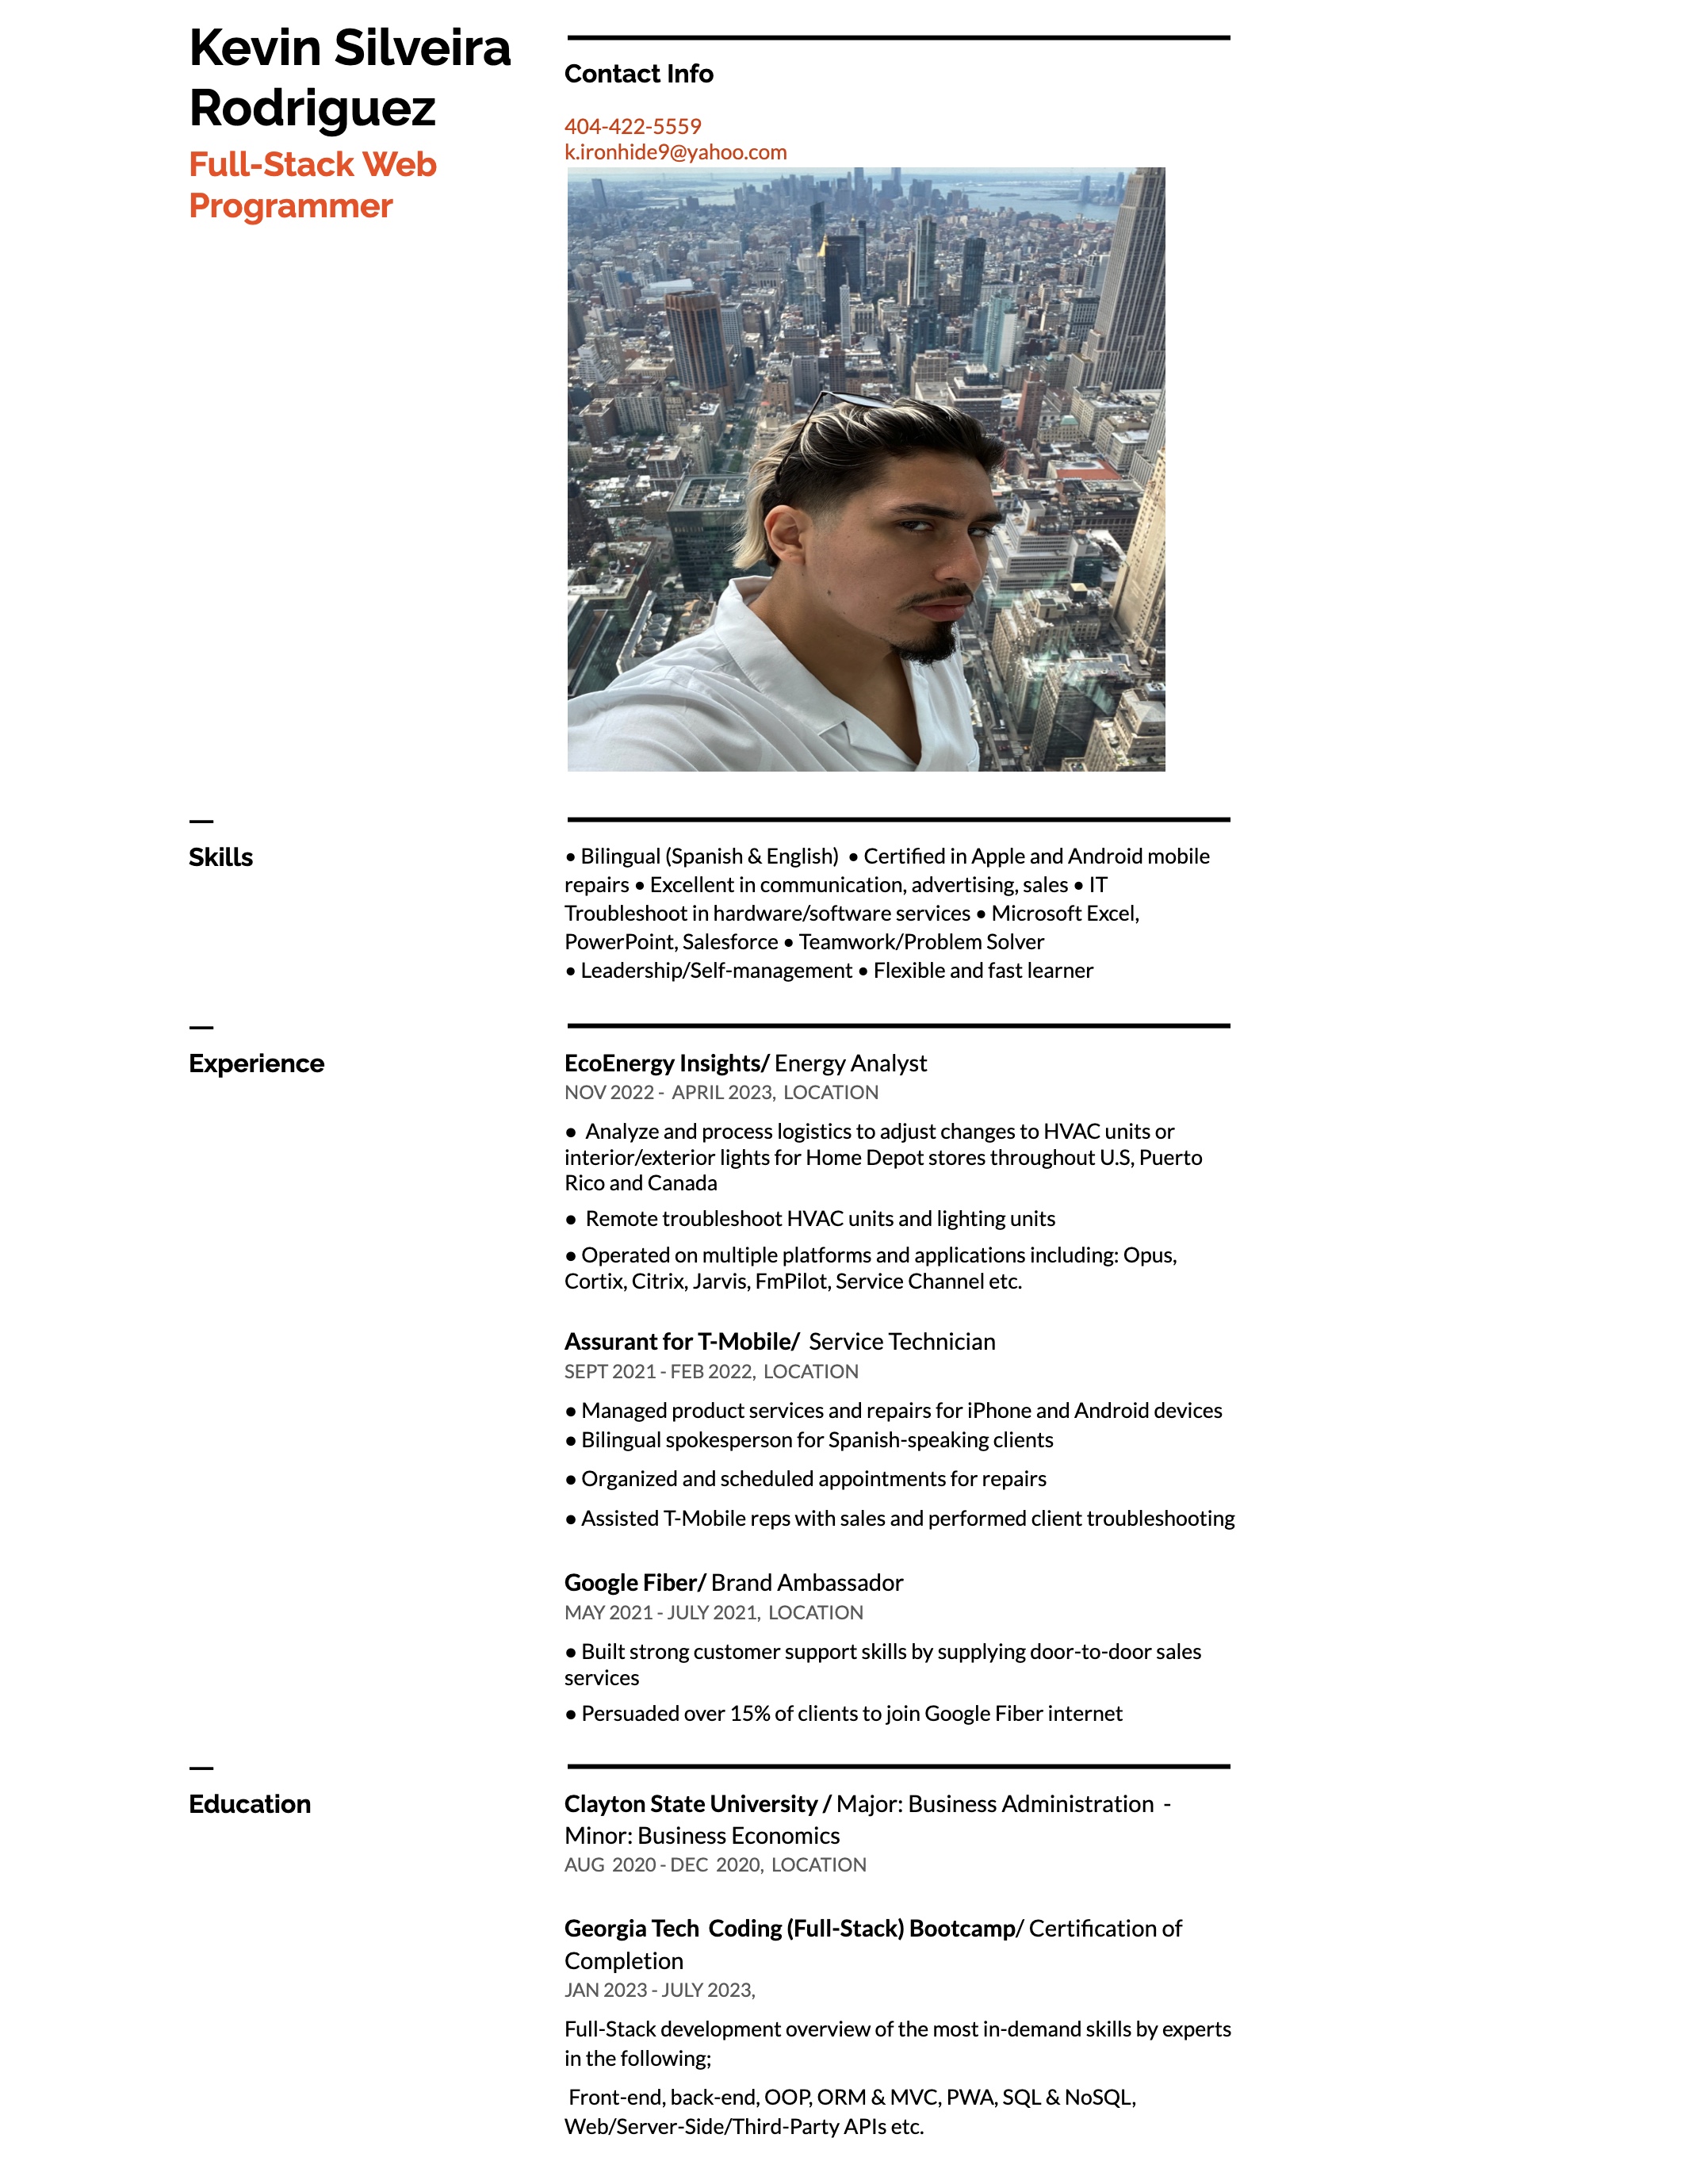 Kevin Silveira
Rodriguez
Full-Stack Web
Programmer
Contact Info
404-422-5559
k.ironhide9@yahoo.com
—
Skills
● Bilingual (Spanish & English)  ● Certified in Apple and Android mobile
repairs ● Excellent in communication, advertising, sales ● IT
Troubleshoot in hardware/software services ● Microsoft Excel,
PowerPoint, Salesforce ● Teamwork/Problem Solver
● Leadership/Self-management ● Flexible and fast learner
—
Experience
EcoEnergy Insights/ Energy Analyst
NOV 2022 -  APRIL 2023,  LOCATION
●  Analyze and process logistics to adjust changes to HVAC units or
interior/exterior lights for Home Depot stores throughout U.S, Puerto
Rico and Canada
●  Remote troubleshoot HVAC units and lighting units
● Operated on multiple platforms and applications including: Opus,
Cortix, Citrix, Jarvis, FmPilot, Service Channel etc.
Assurant for T-Mobile/  Service Technician
SEPT 2021 - FEB 2022,  LOCATION
● Managed product services and repairs for iPhone and Android devices
● Bilingual spokesperson for Spanish-speaking clients
● Organized and scheduled appointments for repairs
● Assisted T-Mobile reps with sales and performed client troubleshooting
Google Fiber/ Brand Ambassador
MAY 2021 - JULY 2021,  LOCATION
● Built strong customer support skills by supplying door-to-door sales
services
● Persuaded over 15% of clients to join Google Fiber internet
—
Education
Clayton State University / Major: Business Administration  -
Minor: Business Economics
AUG  2020 - DEC  2020,  LOCATION
Georgia Tech  Coding (Full-Stack) Bootcamp/ Certification of
Completion
JAN 2023 - JULY 2023,
Full-Stack development overview of the most in-demand skills by experts
in the following;
Front-end, back-end, OOP, ORM & MVC, PWA, SQL & NoSQL,
Web/Server-Side/Third-Party APIs etc.